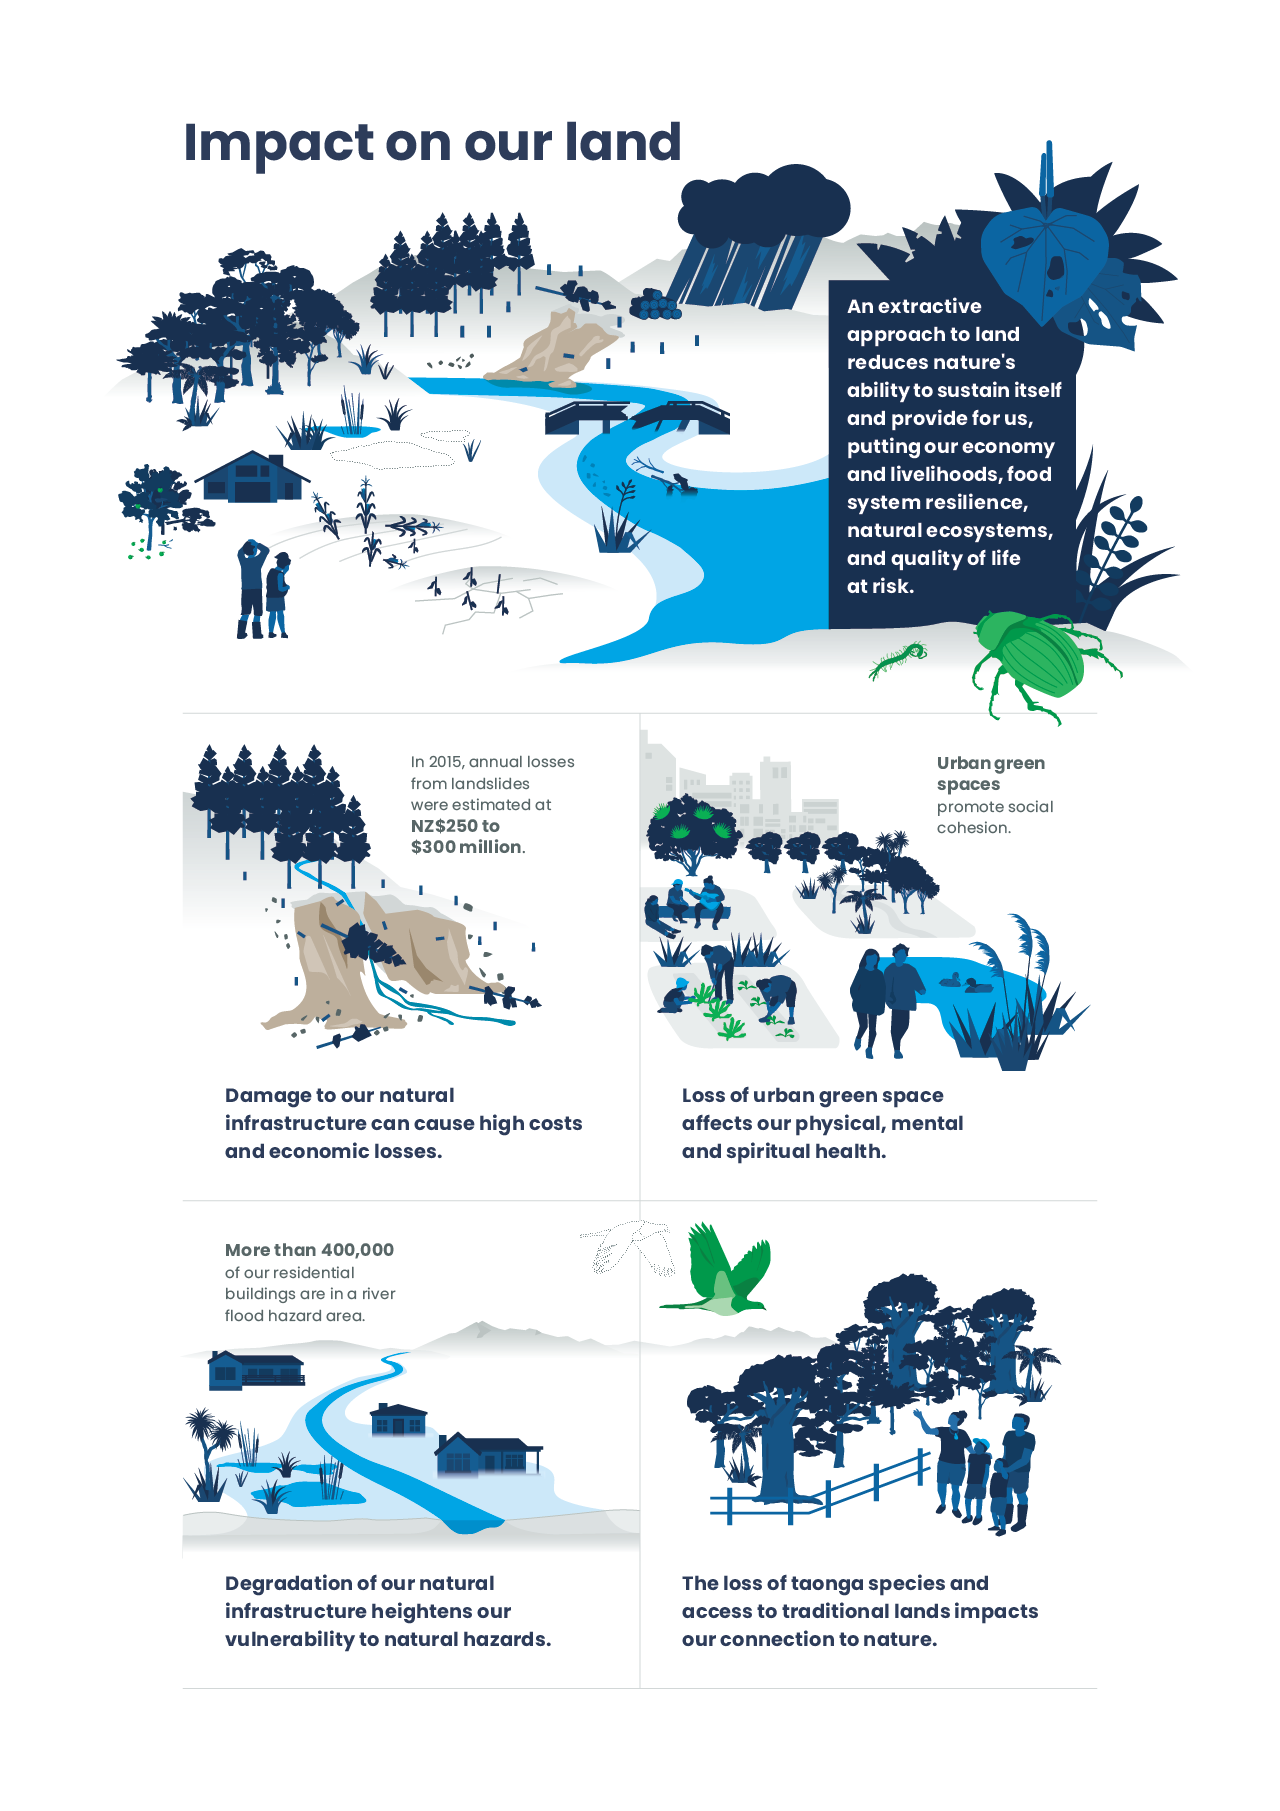 Impact on our land
An extractive
approach to land
reduces nature's
ability to sustain itself
and provide for us,
putting our economy
and livelihoods, food
system resilience,
natural ecosystems,
and quality of life
at risk.
In 2015, annual losses
from landslides
were estimated at
NZ$250 to
$300 million.
Damage to our natural
infrastructure can cause high costs
and economic losses.
Urban green
spaces
promote social
cohesion.
Loss of urban green space
affects our physical, mental
and spiritual health.
More than 400,000
of our residential
buildings are in a river
flood hazard area.
Degradation of our natural
infrastructure heightens our
vulnerability to natural hazards.
The loss of taonga species and
access to traditional lands impacts
our connection to nature.